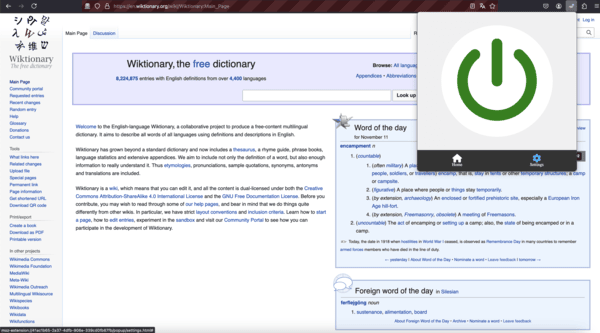 https://en.wiktionary.org/wiki/Wiktionary:Main_Page
Wiktionary
The free dictionary
Main Page
Community portal
Requested entries
Recent changes
Random entry
Help
Glossary
Donations
Contact us
Tools
What links here
Related changes
Upload file
Special pages
Permanent link
Page information
Get shortened URL
Download QR code
Print/export
Create a book
Download as PDF
Printable version
In other projects
Wikimedia Commons
Wikimedia Foundation
MediaWiki
Meta-Wiki
Wikimedia Outreach
Multilingual Wikisource
Wikispecies
Wikibooks
Wikidata
Main Page Discussion
Wiktionary, the free dictionary
8,224,875 entries with English definitions from over 4,400 languages
Browse: All langua
Appendices • Abbreviations
Look up
Welcome to the English-language Wiktionary, a collaborative project to produce a free-content multilingual
dictionary. It aims to describe all words of all languages using definitions and descriptions in English.
Wiktionary has grown beyond a standard dictionary and now includes a thesaurus, a rhyme guide, phrase books,
language statistics and extensive appendices. We aim to include not only the definition of a word, but also enough
information to really understand it. Thus etymologies, pronunciations, sample quotations, synonyms, antonyms
and translations are included.
Wiktionary is a wiki, which means that you can edit it, and all the content is dual-licensed under both the Creative
Commons Attribution-ShareAlike 4.0 International License and the GNU Free Documentation License. Before you
contribute, you may wish to read through some of our help pages, and bear in mind that we do things quite
differently from other wikis. In particular, we have strict layout conventions and inclusion criteria. Learn how to start
a page, how to edit entries, experiment in the sandbox and visit our Community Portal to see how you can
participate in the development of Wiktionary.
Home
Settings
Word of the day
view
for November 11
encampment n
1. (countable)
1. (often military) A plac
people, soldiers, or travelers) encamp, that is, stay in tents or other temporary structures; a camp
or campsite.
2. (figurative) A place where people or things stay temporarily.
3. (by extension, archaeology) An enclosed or fortified prehistoric site, especially a European Iron
Age hill-fort.
4. (by extension, Freemasonry, obsolete) A meeting of Freemasons.
2. (uncountable) The act of encamping or setting up a camp; also, the state of being encamped or in a
camp.
Today, the date in 1918 when hostilities in World War I ceased, is observed as Remembrance Day in many countries to remember
armed forces members who have died in the line of duty.
← yesterday | About Word of the Day • Nominate a word • Leave feedback | tomorrow →
Foreign word of the day in Silesian
noun
1. sustenance, alimentation, board
About Foreign Word of the Day • Archive • Nominate a word • Leave feedback